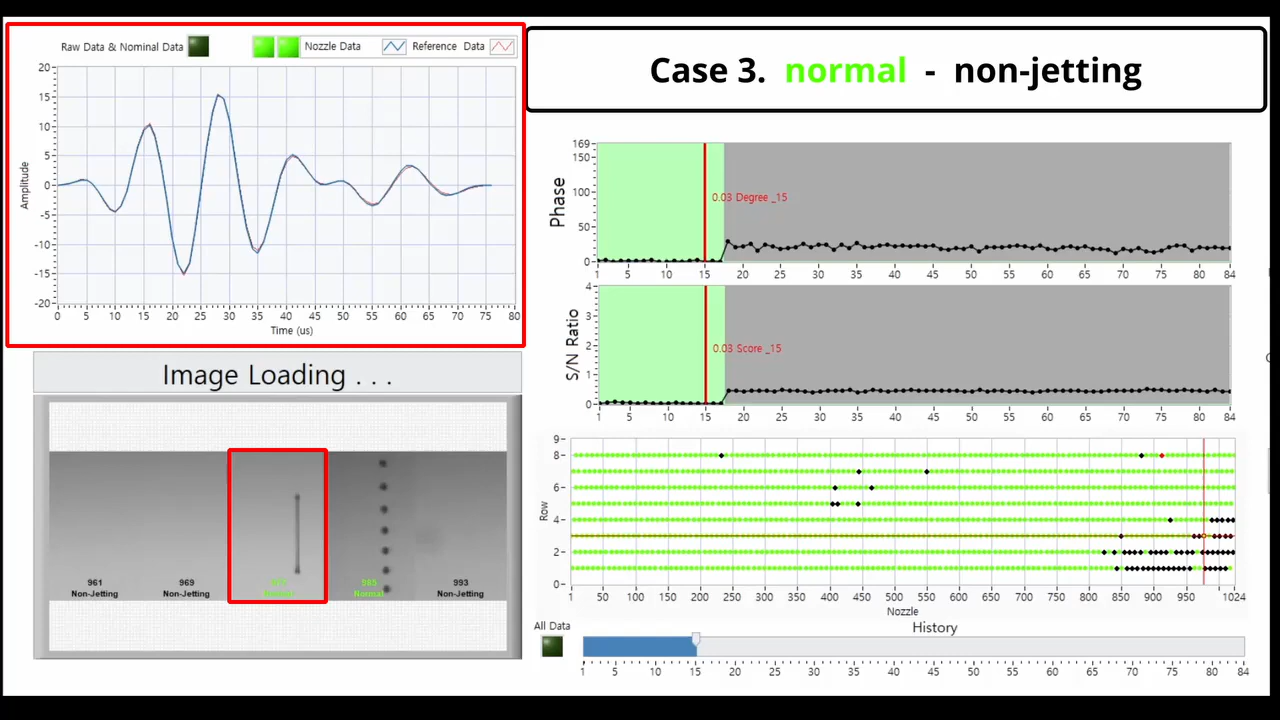 Raw Data & Nominal Data
Nozzle Data
Reference Data
Case 3. normal - non-jetting
20
15
10
5
0
-5
-10
-15
-20
Amplitude
0 5 10 15 20 25 30 35 40 45 50 55 60 65 70 75 80
Time (us)
Phase
169
150
100
50
0
0.03 Degree _15
1 5 10 15 20 25 30 35 40 45 50 55 60 65 70 75 84
S/N Ratio
4
3
2
1
0
0.03 Score _15
1 5 10 15 20 25 30 35 40 45 50 55 60 65 70 75 84
Image Loading . . .
961
Non-Jetting
969
Non-Jetting
985
Normal
993
Non-Jetting
Row
9
8
6
4
2
0
1 50 100 150 200 250 300 350 400 450 500 550 600 650 700 750 800 850 900 950 1024
Nozzle
All Data
History
1 5 10 15 20 25 30 35 40 45 50 55 60 65 70 75 84